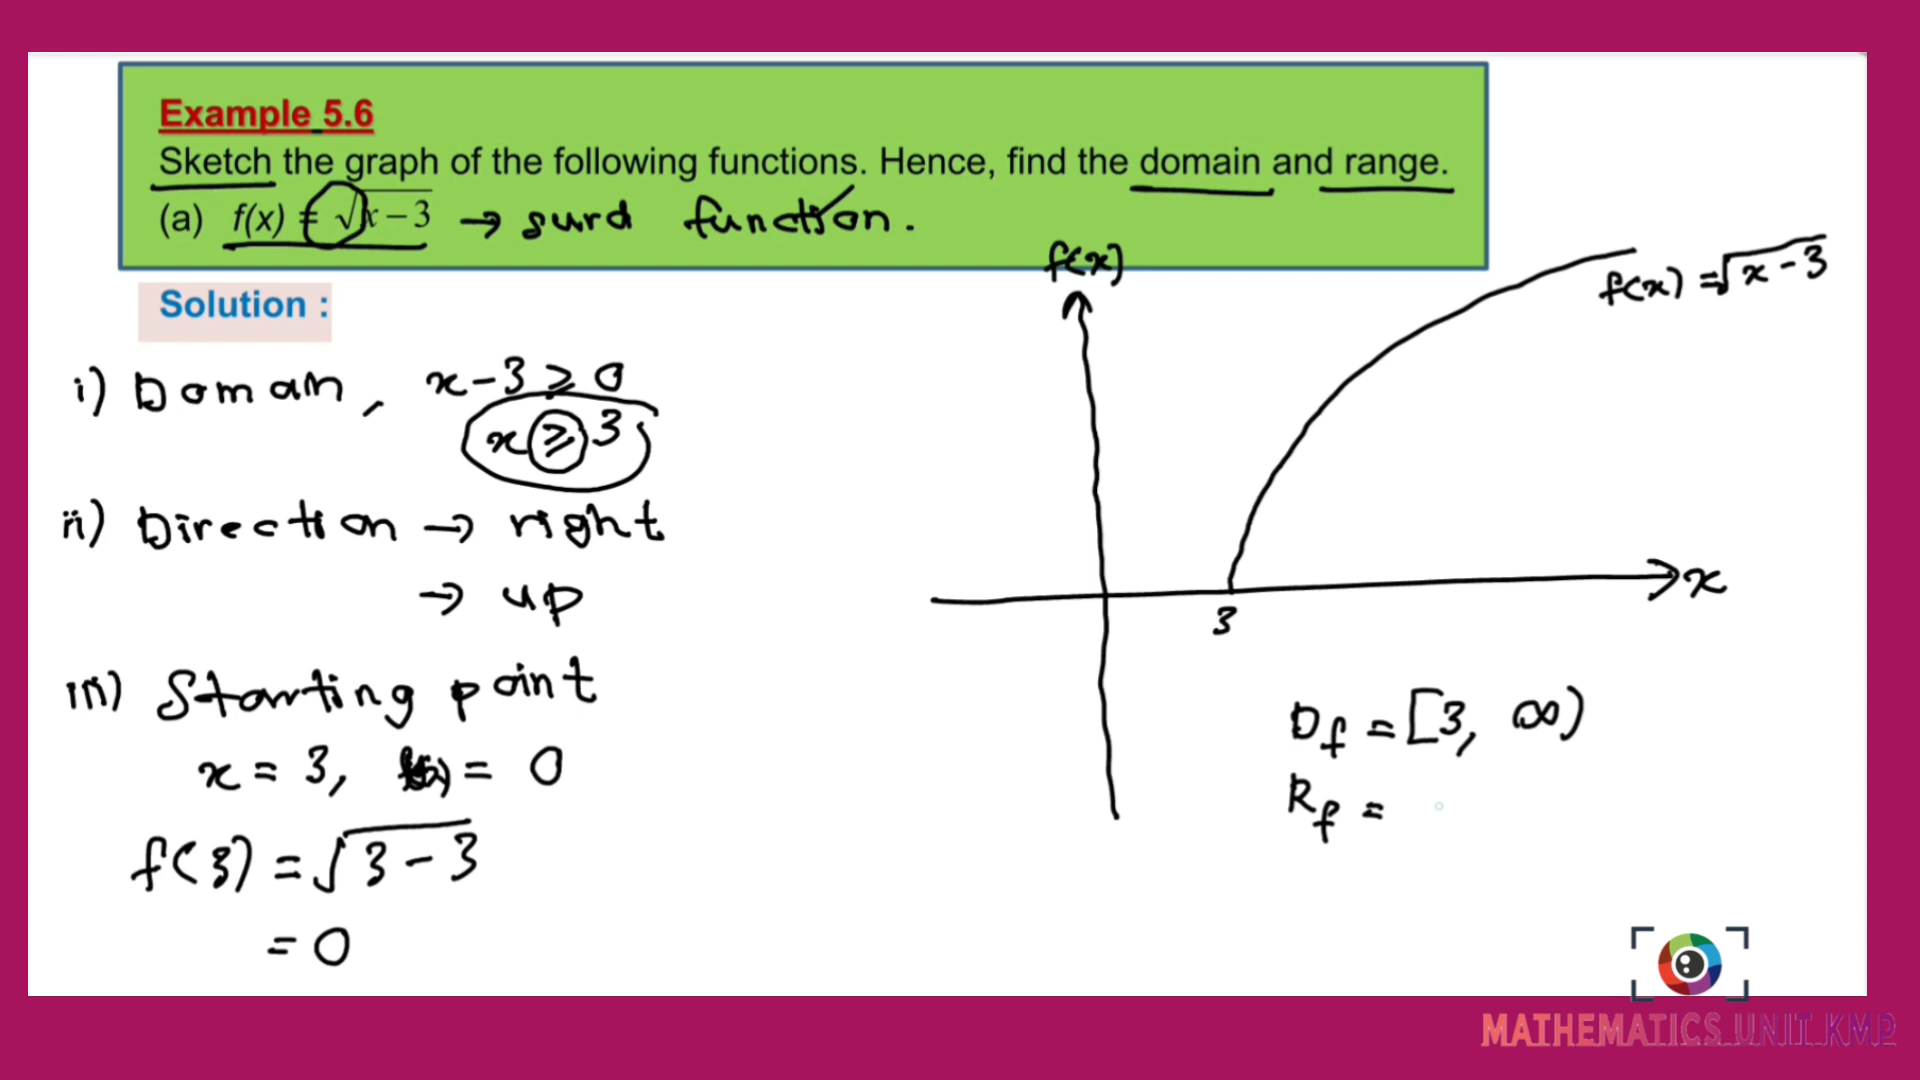 Example 5.6
Sketch the graph of the following functions. Hence, find the domain and range.
(a) f(x) = √x – 3 → surd function.
Solution :
i) Domain, x - 3 ≥ 0
x ≥ 3
ii) Direction → right
→ up
iii) Starting point
x = 3, f(x) = 0
f(3) = √3 - 3
= 0
f(x)
f(x) = √x - 3
x
3
Df = [3, ∞)
Rf =
MATHEMATICS UNIT KMP